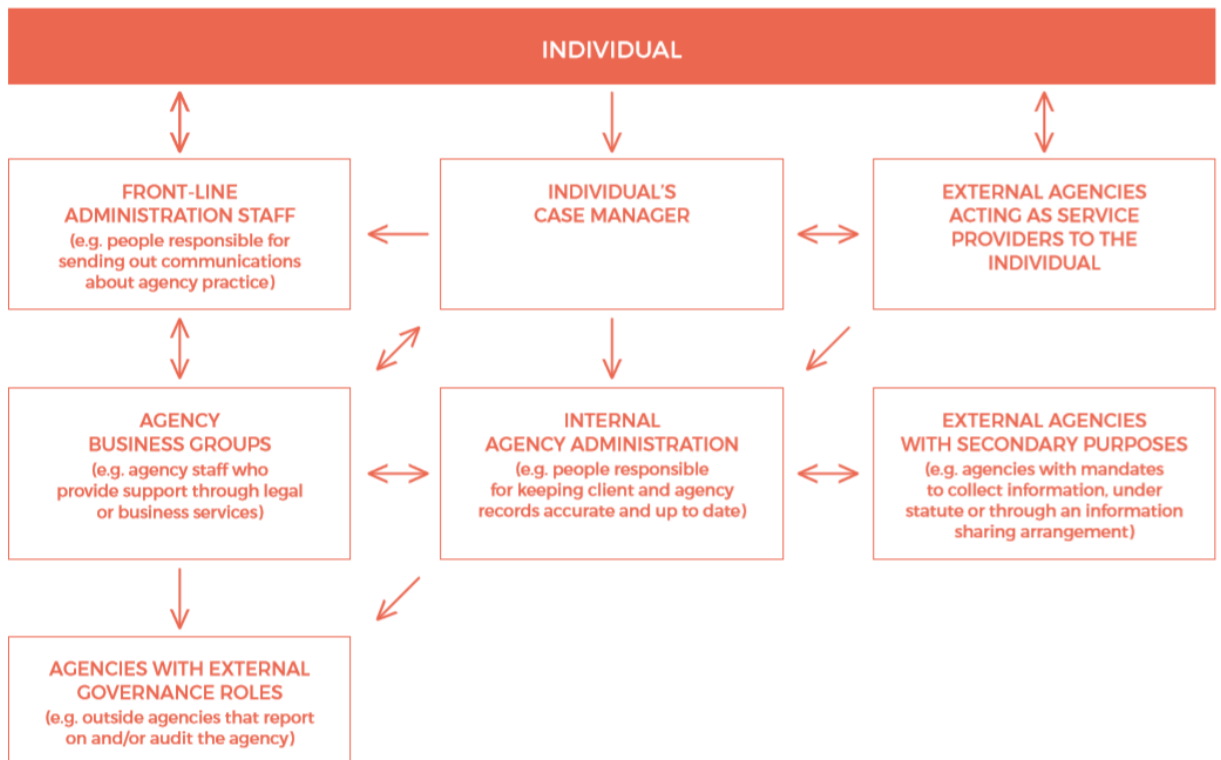 INDIVIDUAL
FRONT-LINE
ADMINISTRATION STAFF
(e.g. people responsible for
sending out communications
about agency practice)
INDIVIDUAL'S
CASE MANAGER
EXTERNAL AGENCIES
ACTING AS SERVICE
PROVIDERS TO THE
INDIVIDUAL
AGENCY
BUSINESS GROUPS
(e.g. agency staff who
provide support through legal
or business services)
INTERNAL
AGENCY ADMINISTRATION
(e.g. people responsible
for keeping client and agency
records accurate and up to date)
EXTERNAL AGENCIES
WITH SECONDARY PURPOSES
(e.g. agencies with mandates
to collect information, under
statute or through an information
sharing arrangement)
AGENCIES WITH EXTERNAL
GOVERNANCE ROLES
(e.g. outside agencies that report
on and/or audit the agency)